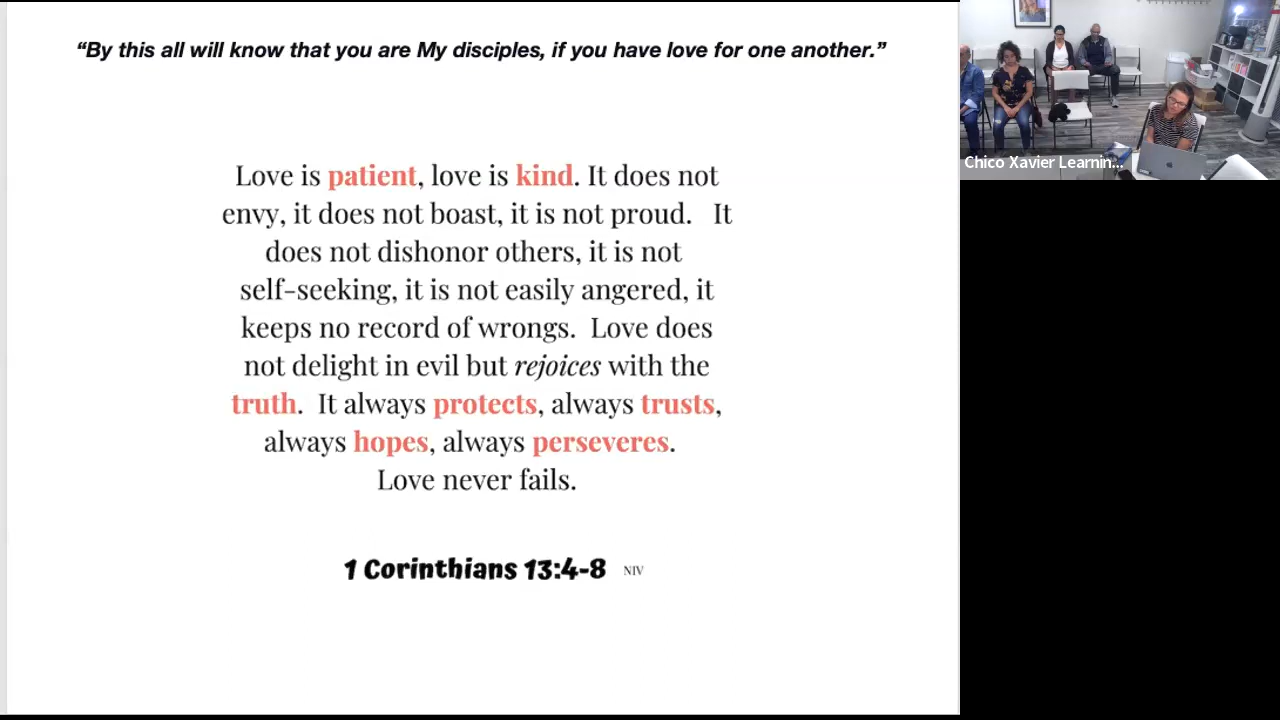 “By this all will know that you are My disciples, if you have love for one another.”
Love is patient, love is kind. It does not
envy, it does not boast, it is not proud.   It
does not dishonor others, it is not
self-seeking, it is not easily angered, it
keeps no record of wrongs.  Love does
not delight in evil but rejoices with the
truth.  It always protects, always trusts,
always hopes, always perseveres.
Love never fails.
1 Corinthians 13:4-8 NIV
Chico Xavier Learnin...